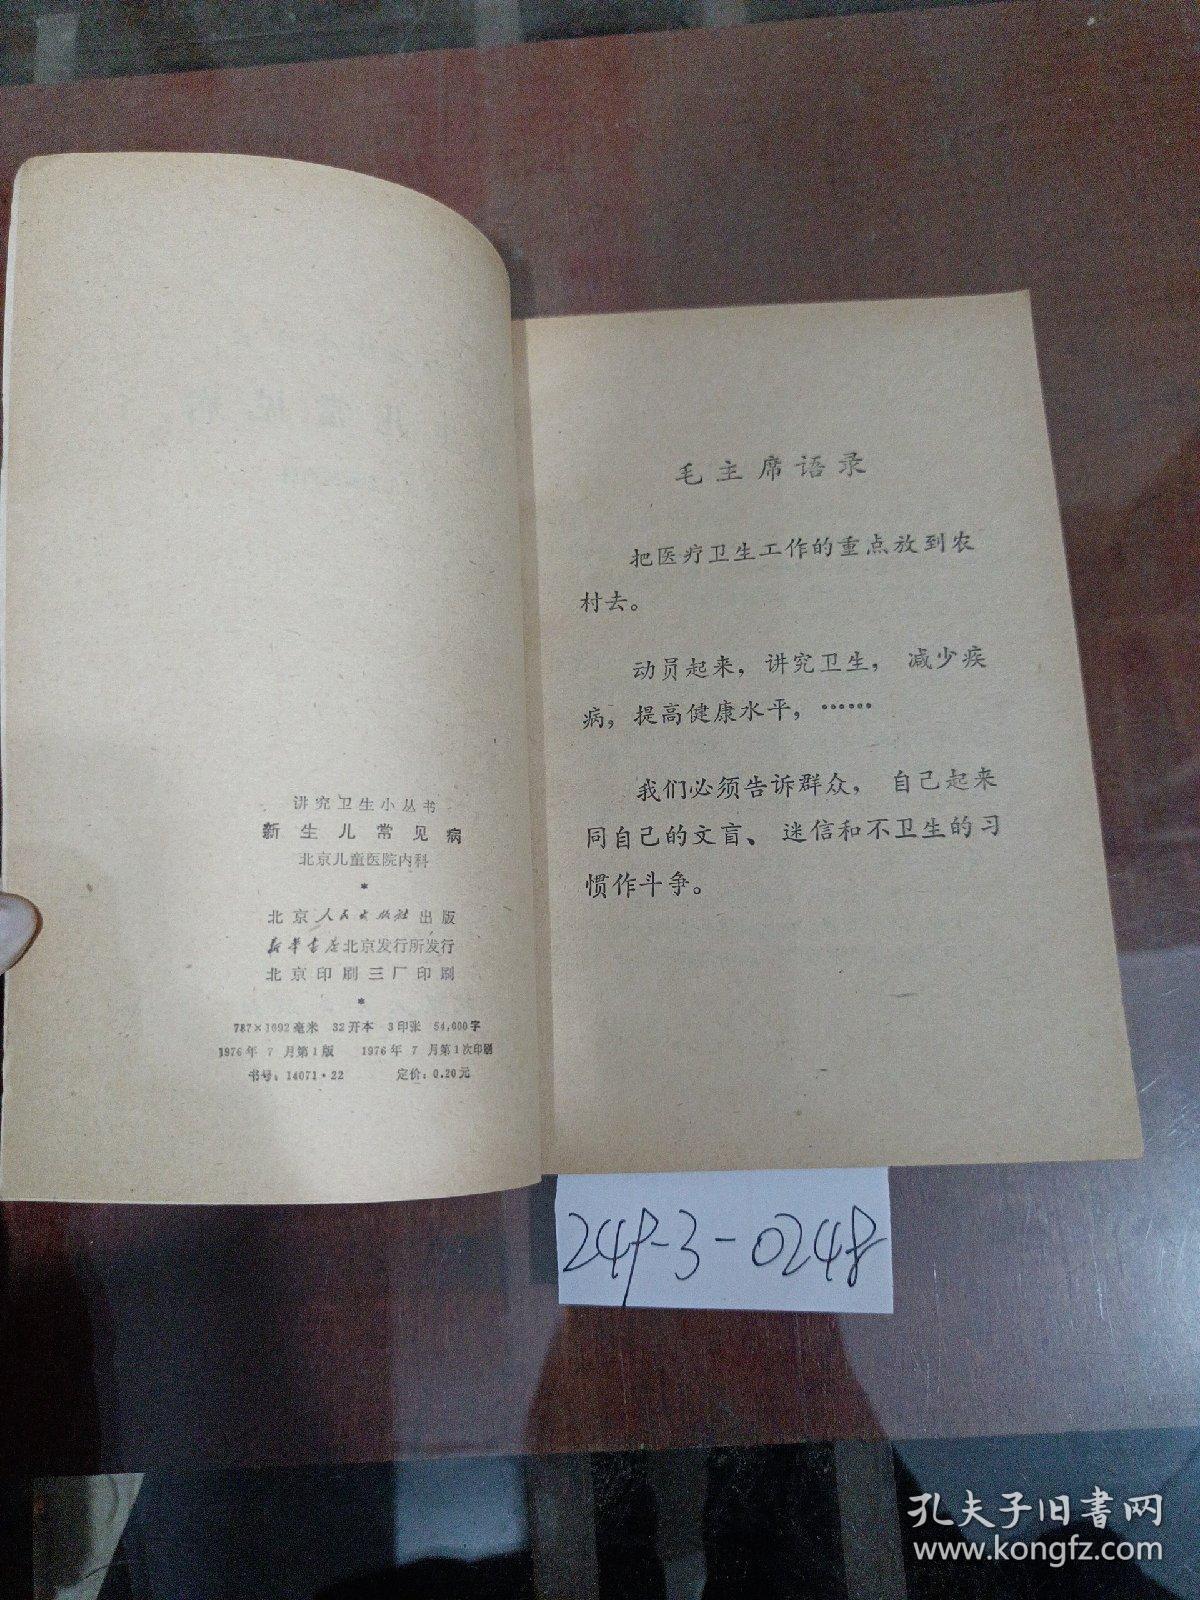 讲究卫生小丛书
新生儿常见病
北京儿童医院内科
*
北京人民出版社出版
新华书店北京发行所发行
北京印刷三厂印刷
*
787×1092毫米 32开本 3印张 54,000字
1976年7月第1版 1976年7月第1次印刷
书号：14071·22 定价：0.20元
毛主席语录
把医疗卫生工作的重点放到农
村去。
动员起来，讲究卫生，减少疾
病，提高健康水平，……
我们必须告诉群众，自己起来
同自己的文盲、迷信和不卫生的习
惯作斗争。
249-3-0248
孔夫子旧書网
www.kongfz.com